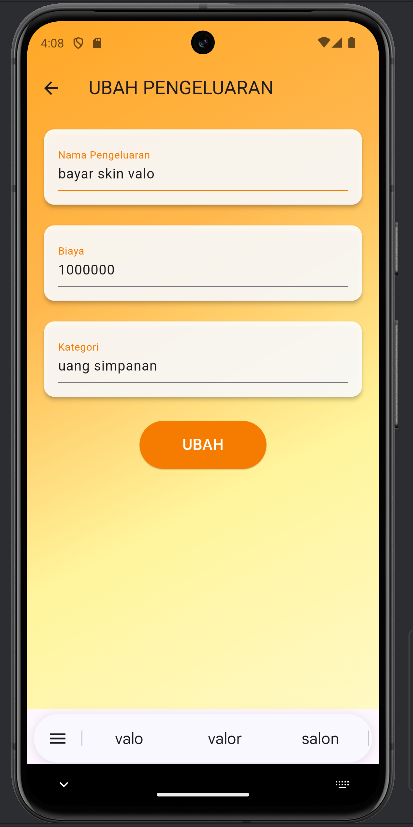 4:08
UBAH PENGELUARAN
Nama Pengeluaran
bayar skin valo
Biaya
1000000
Kategori
uang simpanan
UBAH
valo valor salon